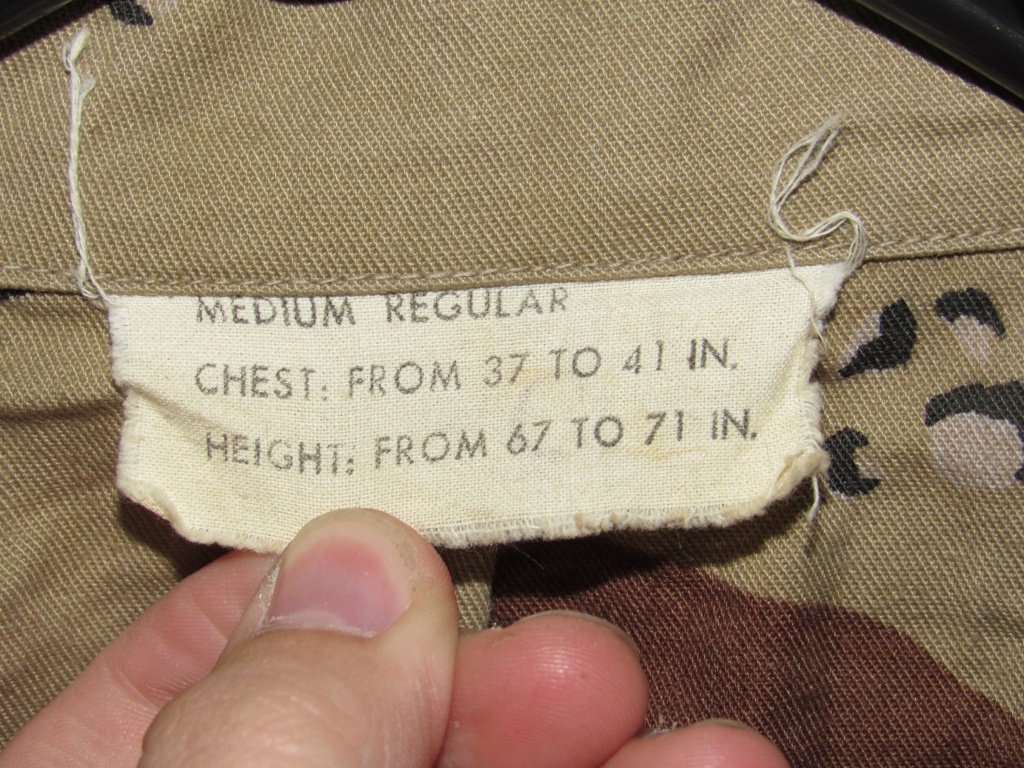 MEDIUM REGULAR
CHEST: FROM 37 TO 41 IN.
HEIGHT: FROM 67 TO 71 IN.